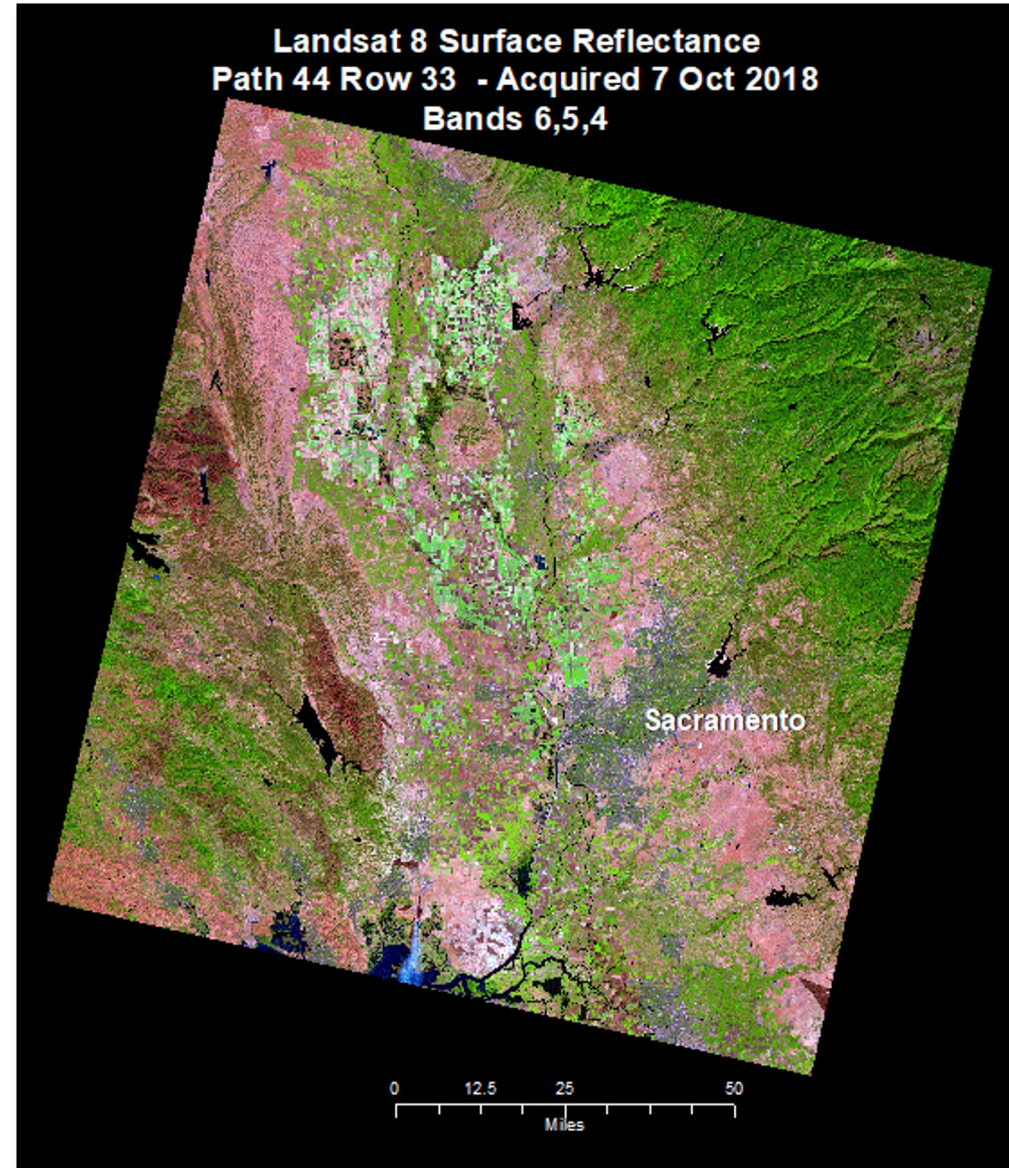 Landsat 8 Surface Reflectance
Path 44 Row 33 - Acquired 7 Oct 2018
Bands 6,5,4
Sacramento
0 12.5 25 50
Miles